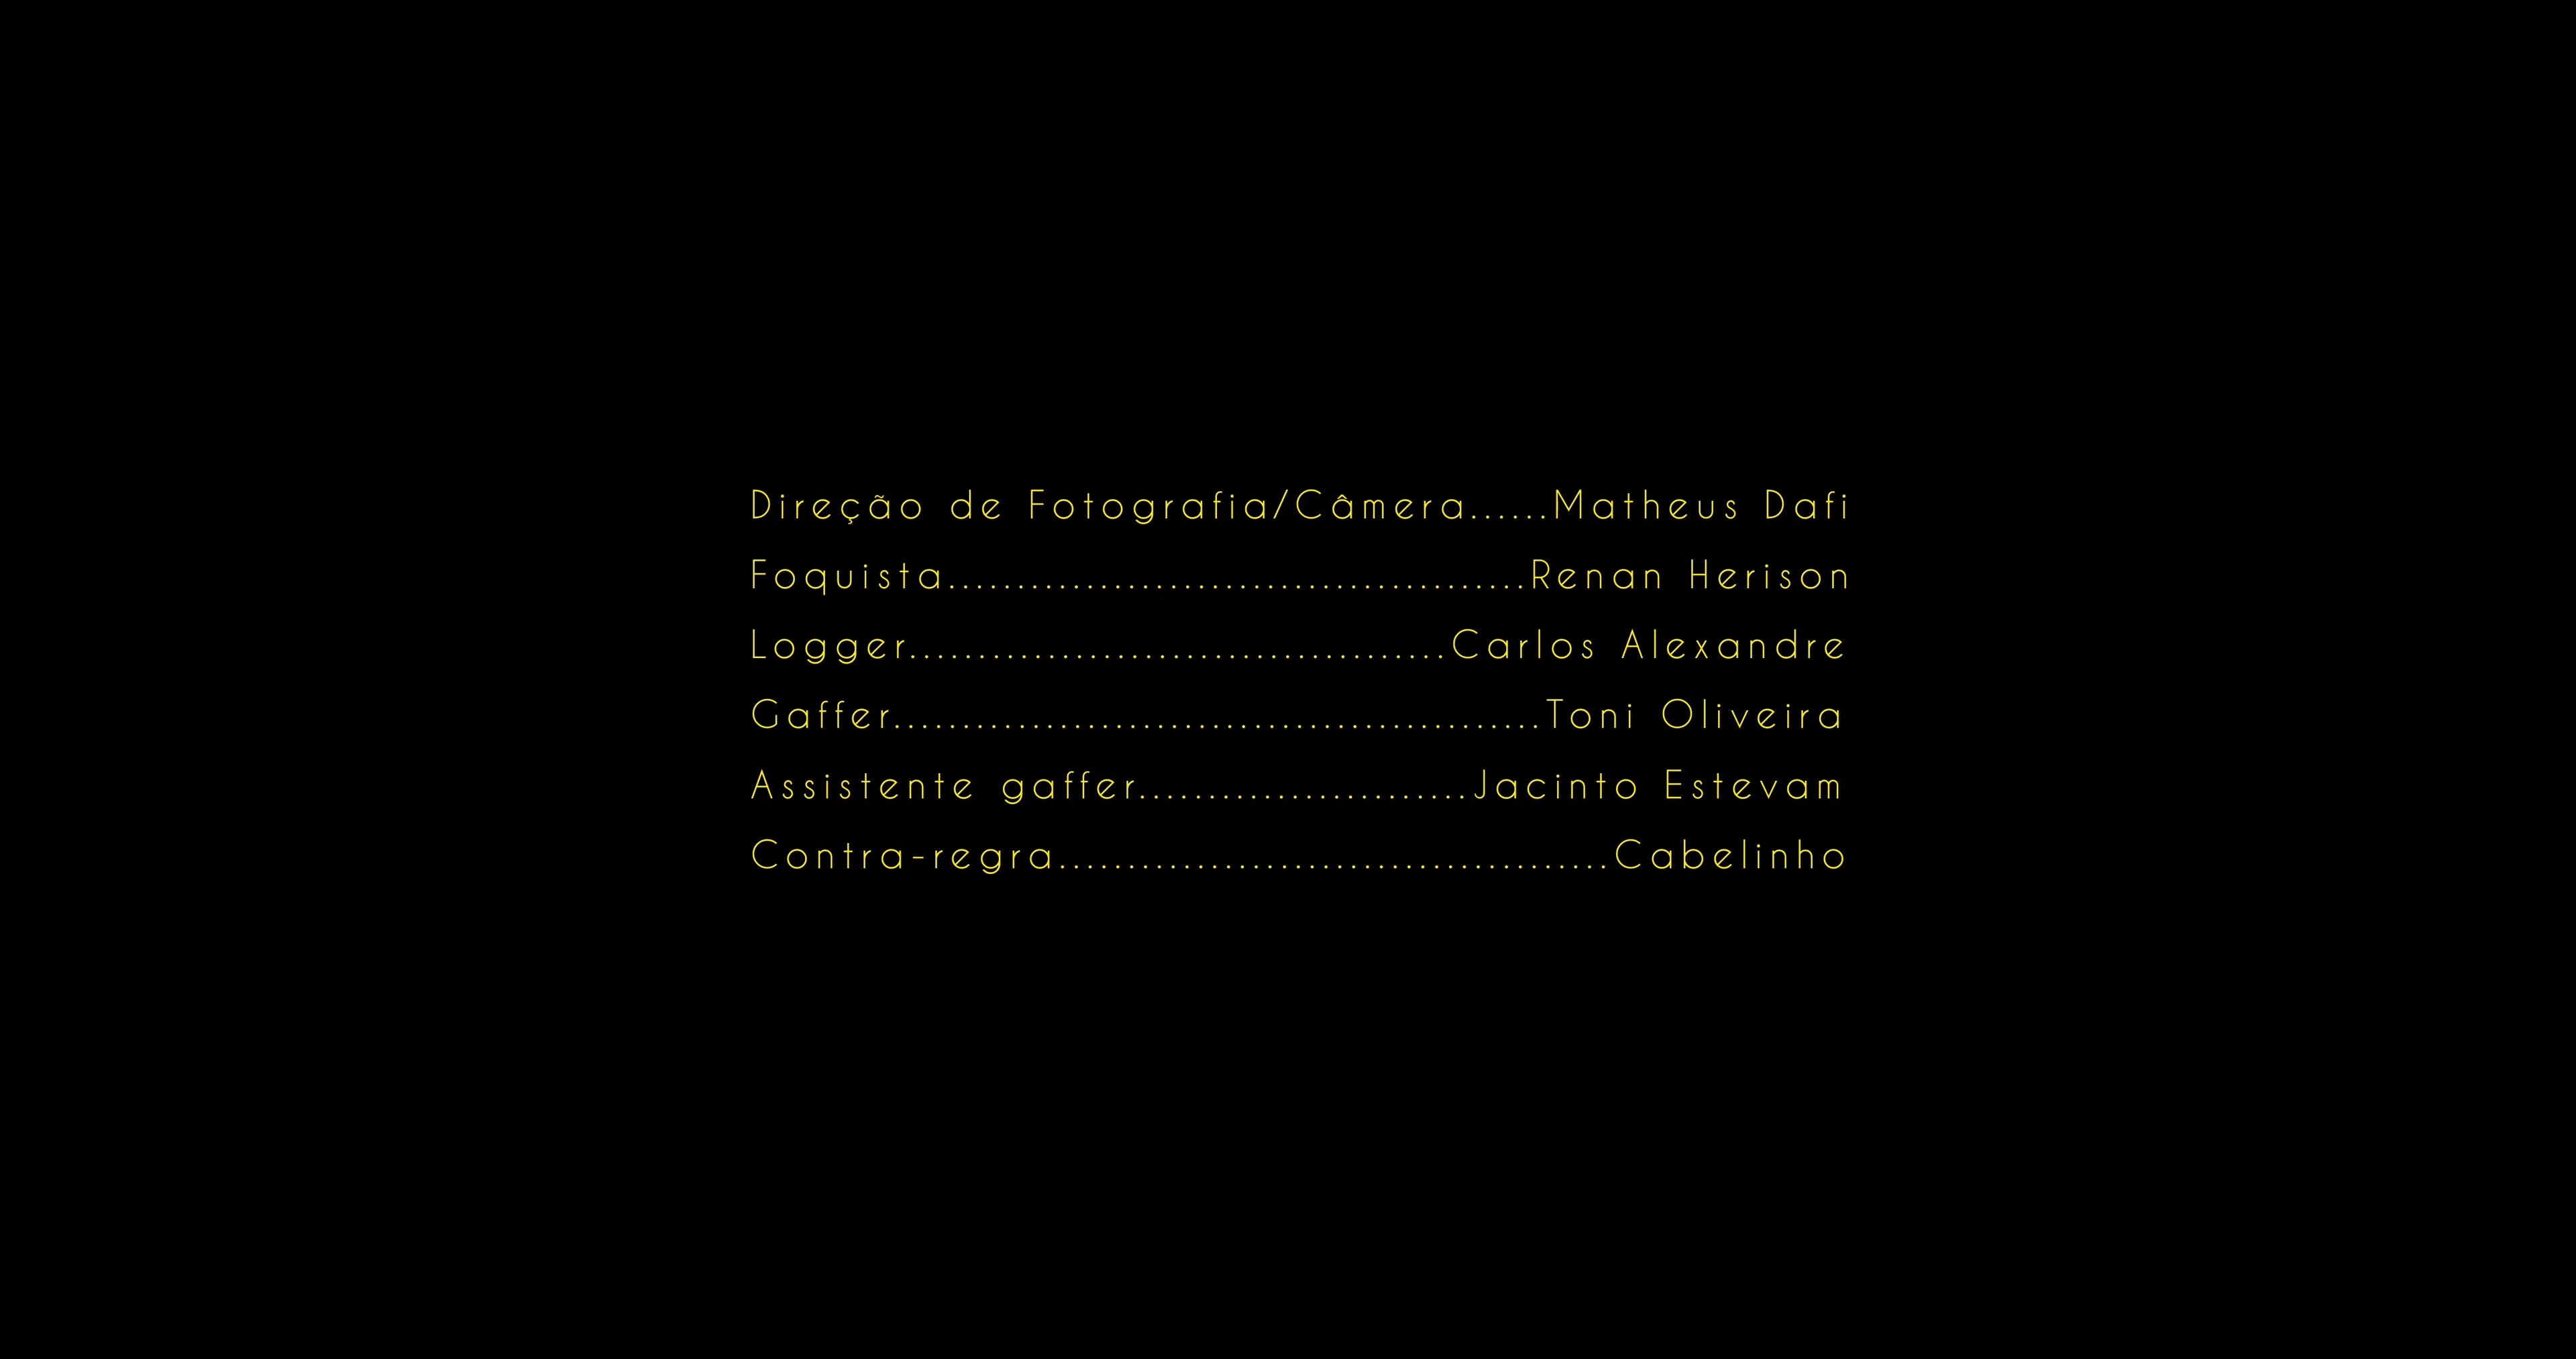 Direção de Fotografia/Câmera......Matheus Dafi
Foquista..........................................Renan Herison
Logger.......................................Carlos Alexandre
Gaffer...............................................Toni Oliveira
Assistente gaffer........................Jacinto Estevam
Contra-regra........................................Cabelinho